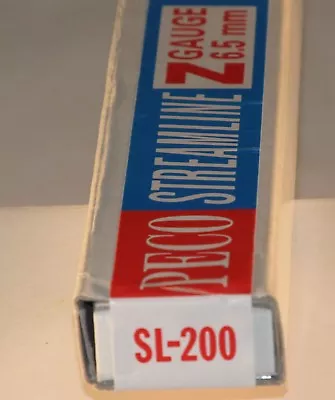 PECO STREAMLINE
Z GAUGE
6.5 mm
SL-200